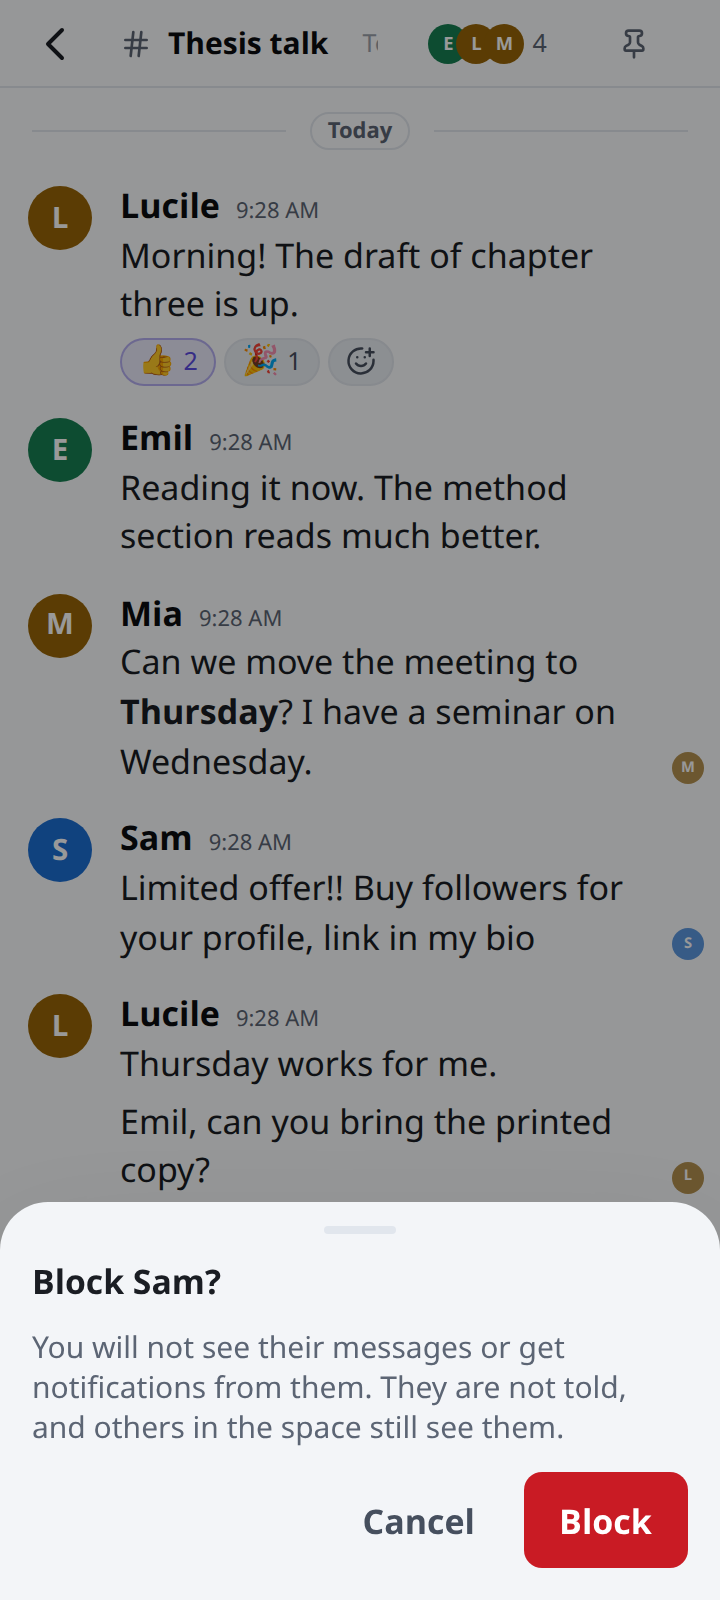 # Thesis talk
E L M 4
Today
L
Lucile 9:28 AM
Morning! The draft of chapter
three is up.
👍 2 🎉 1
E
Emil 9:28 AM
Reading it now. The method
section reads much better.
M
Mia 9:28 AM
Can we move the meeting to
Thursday? I have a seminar on
Wednesday.
M
S
Sam 9:28 AM
Limited offer!! Buy followers for
your profile, link in my bio
S
L
Lucile 9:28 AM
Thursday works for me.
Emil, can you bring the printed
copy?
L
Block Sam?
You will not see their messages or get
notifications from them. They are not told,
and others in the space still see them.
Cancel Block